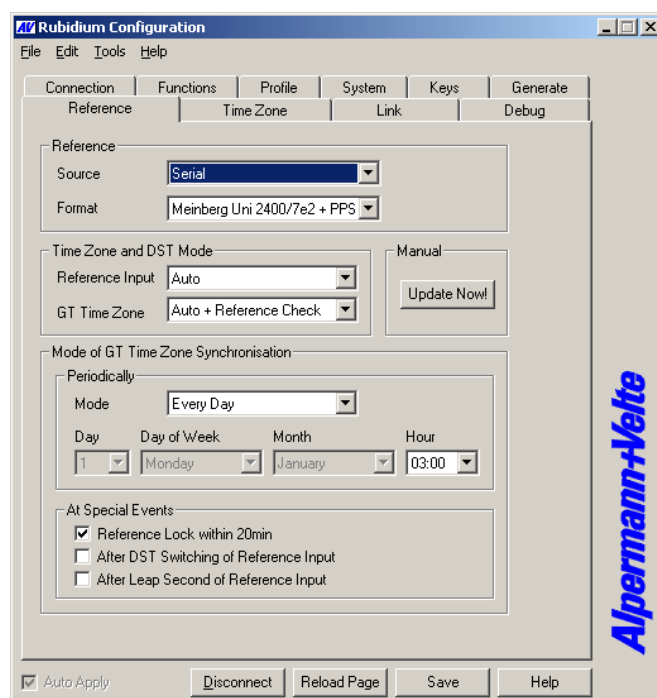 AV Rubidium Configuration
File Edit Tools Help
Connection Functions Profile System Keys Generate
Reference Time Zone Link Debug
Reference
Source Serial
Format Meinberg Uni 2400/7e2 + PPS
Time Zone and DST Mode Manual
Reference Input Auto
Update Now!
GT Time Zone Auto + Reference Check
Mode of GT Time Zone Synchronisation
Periodically
Mode Every Day
Day Day of Week Month Hour
1 Monday January 03:00
At Special Events
Reference Lock within 20min
After DST Switching of Reference Input
After Leap Second of Reference Input
Alpermann+Velte
Auto Apply Disconnect Reload Page Save Help